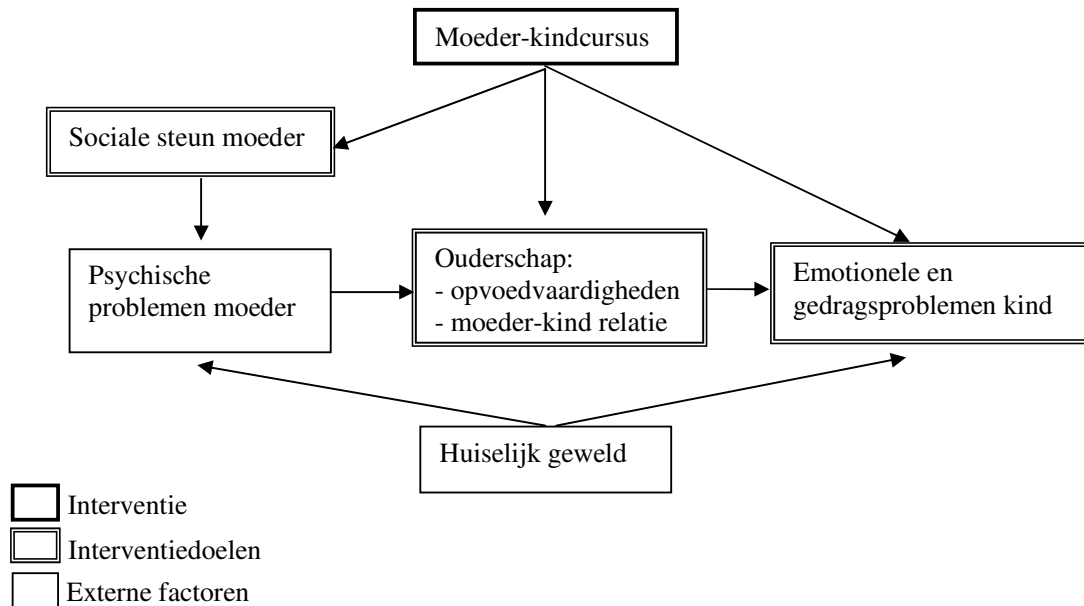 Moeder-kindcursus
Sociale steun moeder
Psychische
problemen moeder
Ouderschap:
- opvoedvaardigheden
- moeder-kind relatie
Emotionele en
gedragsproblemen kind
Huiselijk geweld
Interventie
Interventiedoelen
Externe factoren